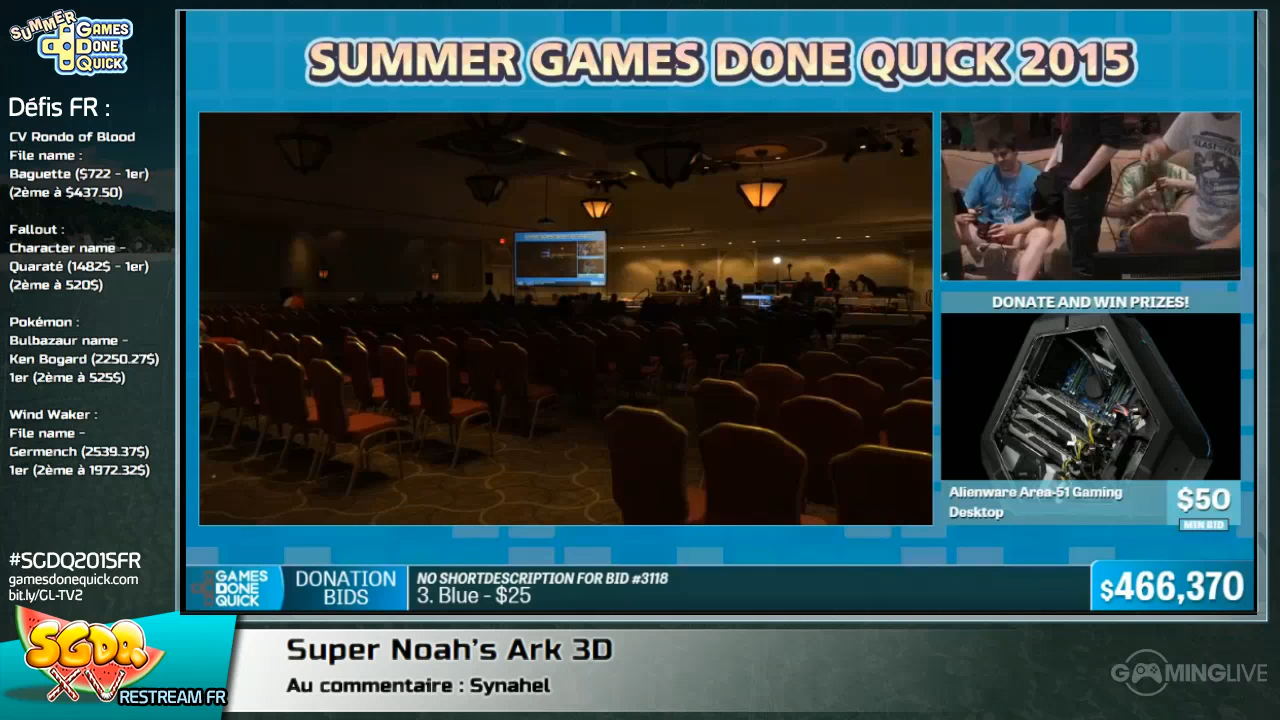 SUMMER
GAMES
DONE
QUICK
Défis FR :
CV Rondo of Blood
File name :
Baguette ($722 - 1er)
(2ème à $437.50)
Fallout :
Character name -
Quaraté (1482$ - 1er)
(2ème à 520$)
Pokémon :
Bulbazaur name -
Ken Bogard (2250.27$)
1er (2ème à 525$)
Wind Waker :
File name -
Germench (2539.37$)
1er (2ème à 1972.32$)
#SGDQ2015FR
gamesdonequick.com
bit.ly/GL-TV2
SGDQ
XV
RESTREAM FR
SUMMER GAMES DONE QUICK 2015
DONATE AND WIN PRIZES!
Alienware Area-51 Gaming
Desktop
$50
MIN BID
GAMES
DONE
QUICK
DONATION
BIDS
NO SHORTDESCRIPTION FOR BID #3118
3. Blue - $25
$466,370
Super Noah's Ark 3D
Au commentaire : Synahel
GAMINGLIVE